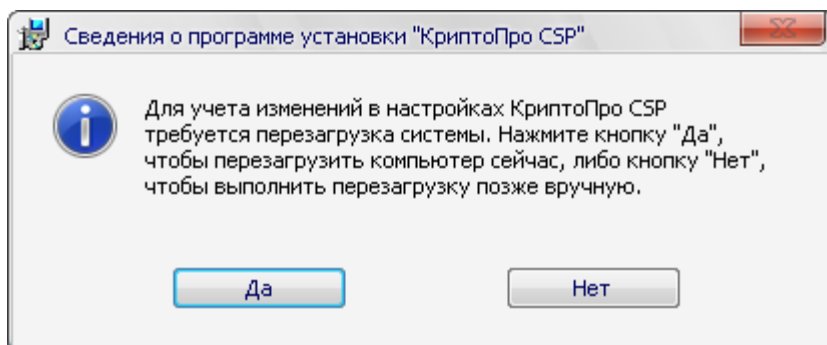 Сведения о программе установки "КриптоПро CSP"
Для учета изменений в настройках КриптоПро CSP
требуется перезагрузка системы. Нажмите кнопку "Да",
чтобы перезагрузить компьютер сейчас, либо кнопку "Нет",
чтобы выполнить перезагрузку позже вручную.
Да
Нет